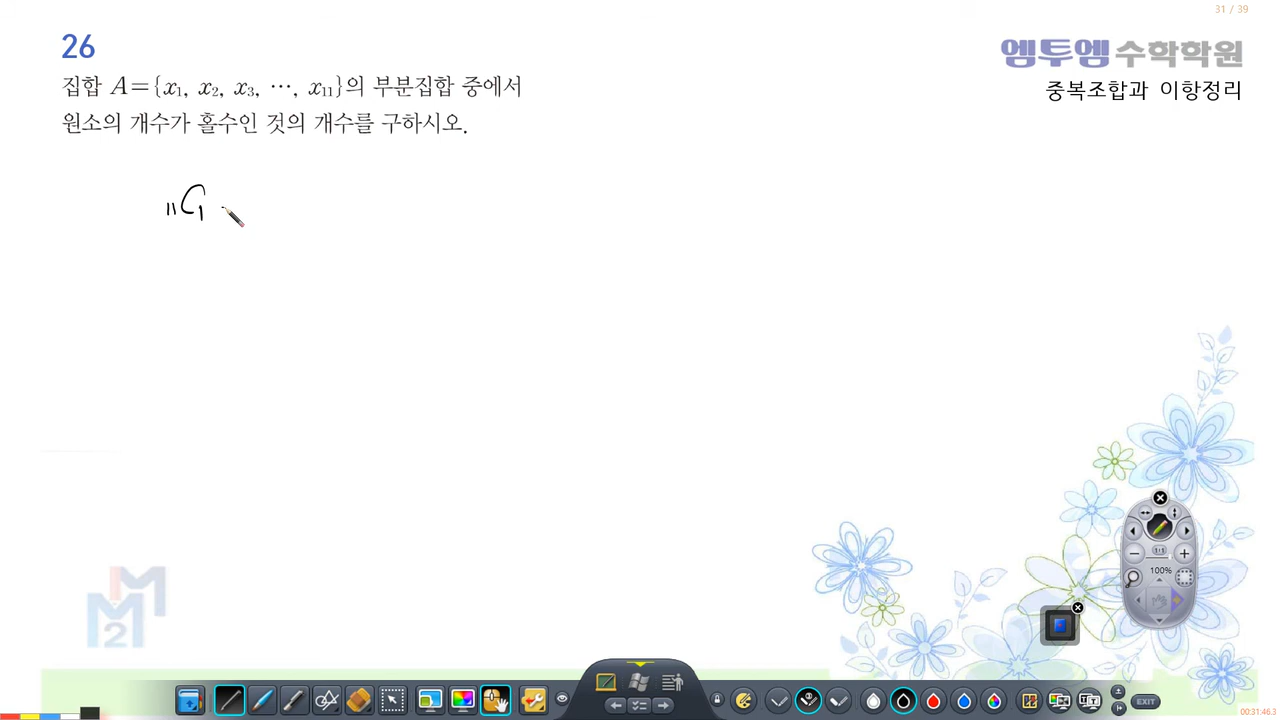 31 / 39
26
엠투엠수학학원
중복조합과 이항정리
집합 A={x₁, x₂, x₃, ⋯, x₁₁}의 부분집합 중에서
원소의 개수가 홀수인 것의 개수를 구하시오.
₁₁C₁
1:1
100%
M
M2
EXIT
00:31:46.3